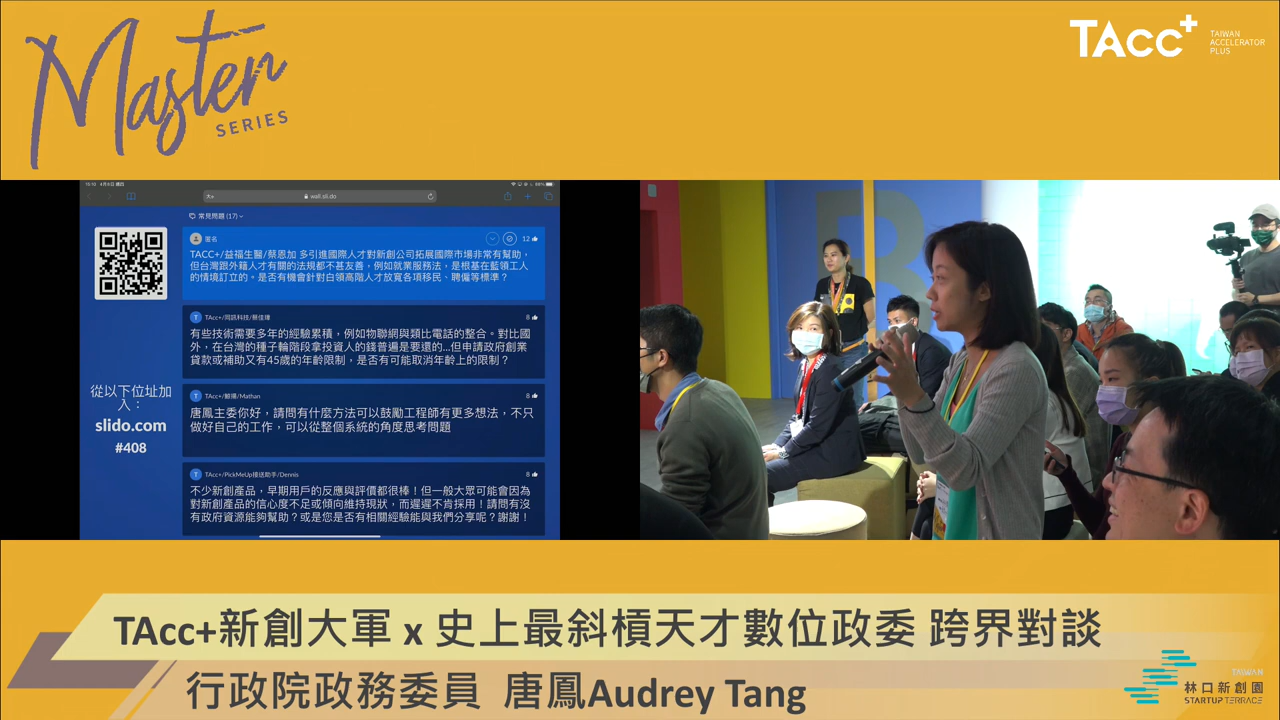 Master
SERIES
TAcc+
TAIWAN
ACCELERATOR
PLUS
wall.sli.do
常見問題 (17)
匿名
12
TACC+/益福生醫/蔡恩加 多引進國際人才對新創公司拓展國際市場非常有幫助，
但台灣跟外籍人才有關的法規都不甚友善，例如就業服務法，是根基在藍領工人
的情境訂立的。是否有機會針對白領高階人才放寬各項移民、聘僱等標準？
T
TAcc+/同訊科技/蔡佳璋
8
有些技術需要多年的經驗累積，例如物聯網與類比電話的整合。對比國
外，在台灣的種子輪階段拿投資人的錢普遍是要還的...但申請政府創業
貸款或補助又有45歲的年齡限制，是否有可能取消年齡上的限制？
T
TAcc+/鯨揚/Mathan
8
唐鳳主委你好，請問有什麼方法可以鼓勵工程師有更多想法，不只
做好自己的工作，可以從整個系統的角度思考問題
T
TAcc+/PickMeUp接送助手/Dennis
8
不少新創產品，早期用戶的反應與評價都很棒！但一般大眾可能會因為
對新創產品的信心度不足或傾向維持現狀，而遲遲不肯採用！請問有沒
有政府資源能夠幫助？或是您是否有相關經驗能與我們分享呢？謝謝！
從以下位址加
入：
slido.com
#408
TAcc+新創大軍 x 史上最斜槓天才數位政委 跨界對談
行政院政務委員 唐鳳Audrey Tang
TAIWAN
林口新創園
STARTUP TERRACE